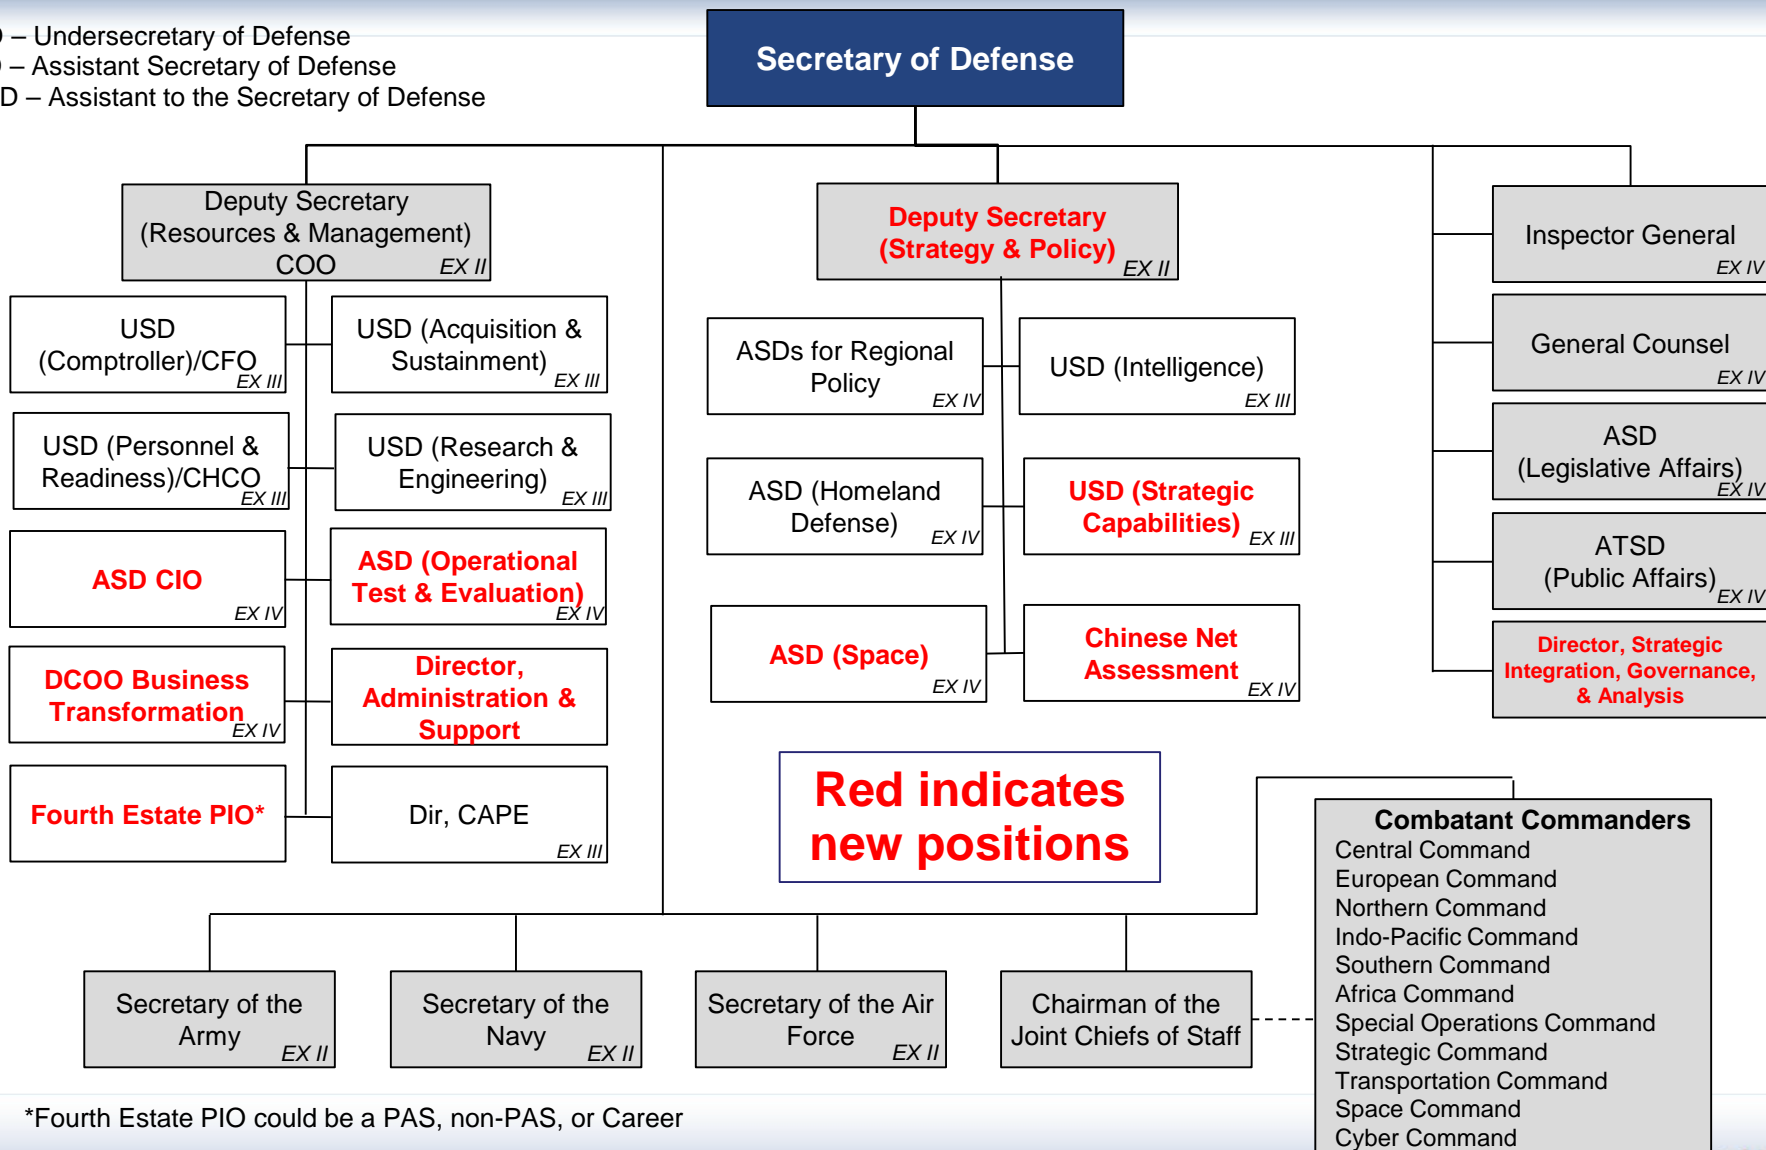 – Undersecretary of Defense
– Assistant Secretary of Defense
D – Assistant to the Secretary of Defense
Secretary of Defense
Deputy Secretary
(Resources & Management)
COO
EX II
USD
(Comptroller)/CFO
EX III
USD (Acquisition &
Sustainment)
EX III
USD (Personnel &
Readiness)/CHCO
EX III
USD (Research &
Engineering)
EX III
ASD CIO
EX IV
ASD (Operational
Test & Evaluation)
EX IV
DCOO Business
Transformation
EX IV
Director,
Administration &
Support
Fourth Estate PIO*
Dir, CAPE
EX III
Deputy Secretary
(Strategy & Policy)
EX II
ASDs for Regional
Policy
EX IV
USD (Intelligence)
EX III
ASD (Homeland
Defense)
EX IV
USD (Strategic
Capabilities)
EX III
ASD (Space)
EX IV
Chinese Net
Assessment
EX IV
Inspector General
EX IV
General Counsel
EX IV
ASD
(Legislative Affairs)
EX IV
ATSD
(Public Affairs)
EX IV
Director, Strategic
Integration, Governance,
& Analysis
Red indicates
new positions
Combatant Commanders
Central Command
European Command
Northern Command
Indo-Pacific Command
Southern Command
Africa Command
Special Operations Command
Strategic Command
Transportation Command
Space Command
Cyber Command
Secretary of the
Army
EX II
Secretary of the
Navy
EX II
Secretary of the Air
Force
EX II
Chairman of the
Joint Chiefs of Staff
*Fourth Estate PIO could be a PAS, non-PAS, or Career